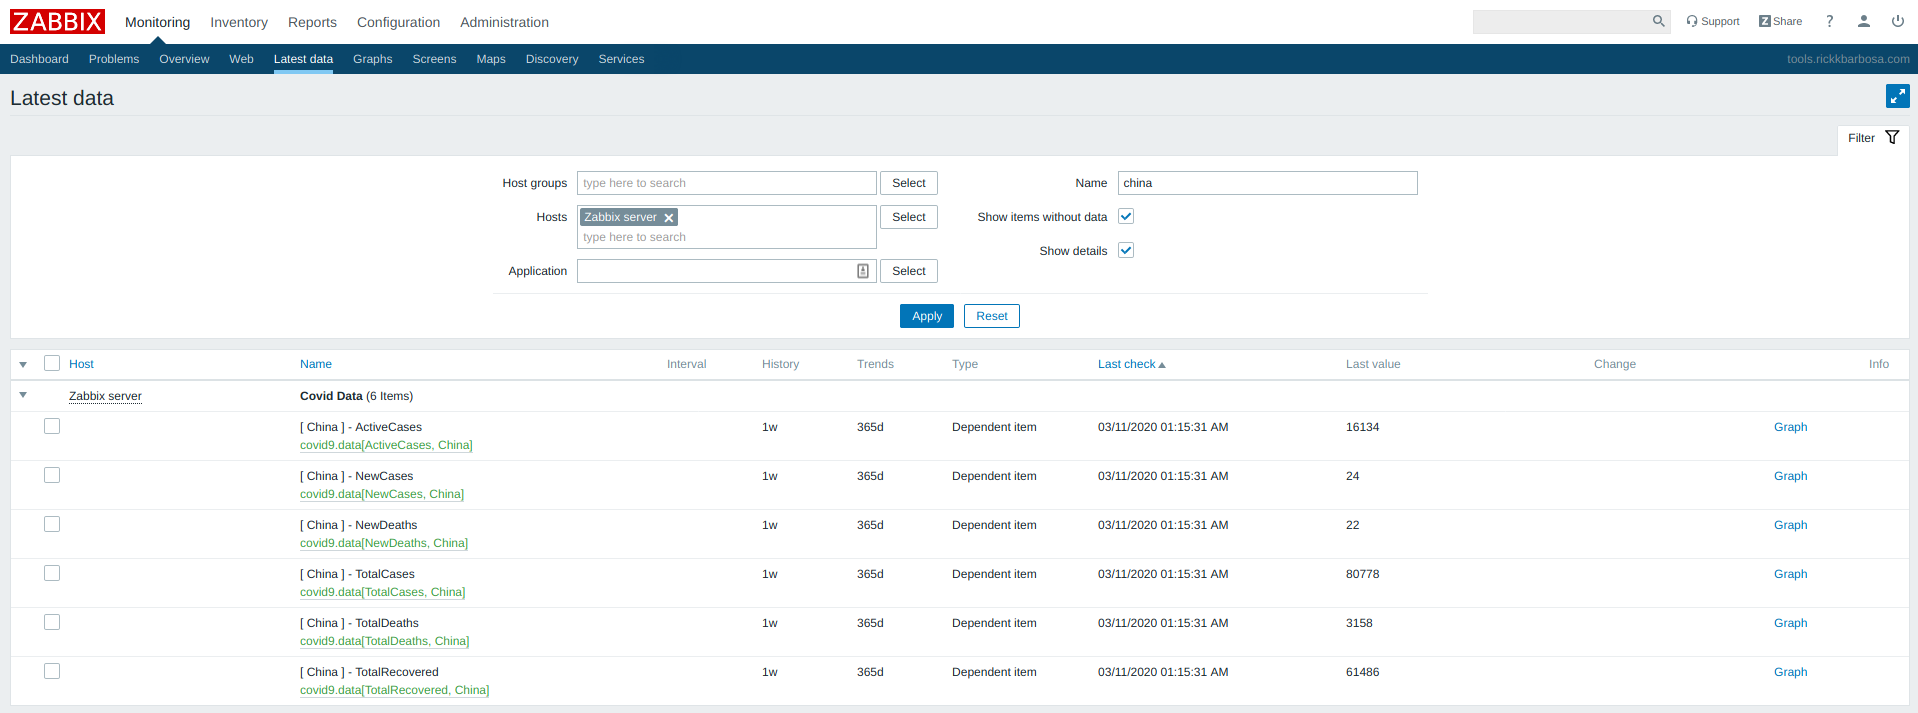 ZABBIX Monitoring Inventory Reports Configuration Administration Support Z Share ?
Dashboard Problems Overview Web Latest data Graphs Screens Maps Discovery Services tools.rickkbarbosa.com
Latest data
Filter
Host groups type here to search Select Name china
Hosts Zabbix server Select Show items without data
type here to search
Show details
Application Select
Apply Reset
Host Name Interval History Trends Type Last check Last value Change Info
Zabbix server Covid Data (6 Items)
[ China ] - ActiveCases 1w 365d Dependent item 03/11/2020 01:15:31 AM 16134 Graph
covid9.data[ActiveCases, China]
[ China ] - NewCases 1w 365d Dependent item 03/11/2020 01:15:31 AM 24 Graph
covid9.data[NewCases, China]
[ China ] - NewDeaths 1w 365d Dependent item 03/11/2020 01:15:31 AM 22 Graph
covid9.data[NewDeaths, China]
[ China ] - TotalCases 1w 365d Dependent item 03/11/2020 01:15:31 AM 80778 Graph
covid9.data[TotalCases, China]
[ China ] - TotalDeaths 1w 365d Dependent item 03/11/2020 01:15:31 AM 3158 Graph
covid9.data[TotalDeaths, China]
[ China ] - TotalRecovered 1w 365d Dependent item 03/11/2020 01:15:31 AM 61486 Graph
covid9.data[TotalRecovered, China]